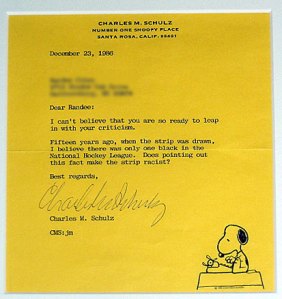 CHARLES M. SCHULZ
NUMBER ONE SNOOPY PLACE
SANTA ROSA, CALIF. 95401
December 23, 1986
Dear Randee:
I can't believe that you are so ready to leap
in with your criticism.
Fifteen years ago, when the strip was drawn,
I believe there was only one black in the
National Hockey League. Does pointing out
this fact make the strip racist?
Best regards,
Charles M. Schulz
Charles M. Schulz
CMS:jm